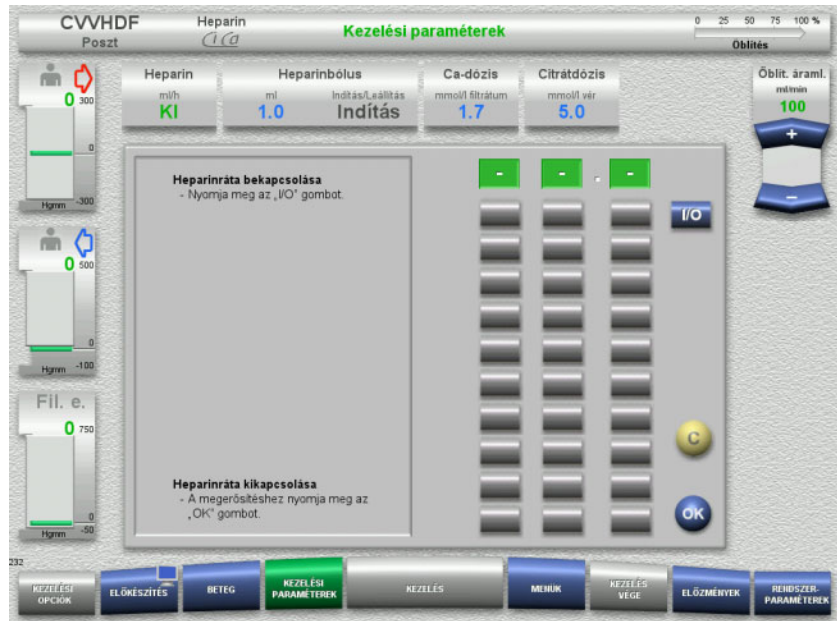 CVVHDF
Poszt
Heparin
Ci Ca
Kezelési paraméterek
0 25 50 75 100 %
Öblítés
0 300
0
-300
Hgmm
0 500
0
-100
Hgmm
Fil. e.
0 750
0
-50
Hgmm
Heparin
ml/h
KI
Heparinbólus
ml Indítás/Leállítás
1.0 Indítás
Ca-dózis
mmol/l filtrátum
1.7
Citrátdózis
mmol/l vér
5.0
Öblít. áraml.
ml/min
100
+
–
Heparinráta bekapcsolása
- Nyomja meg az „I/O" gombot.
Heparinráta kikapcsolása
- A megerősítéshez nyomja meg az
„OK" gombot.
- - . -
I/O
C
OK
232
KEZELÉSI
OPCIÓK
ELŐKÉSZÍTÉS
BETEG
KEZELÉSI
PARAMÉTEREK
KEZELÉS
MENÜK
KEZELÉS
VÉGE
ELŐZMÉNYEK
RENDSZER-
PARAMÉTEREK